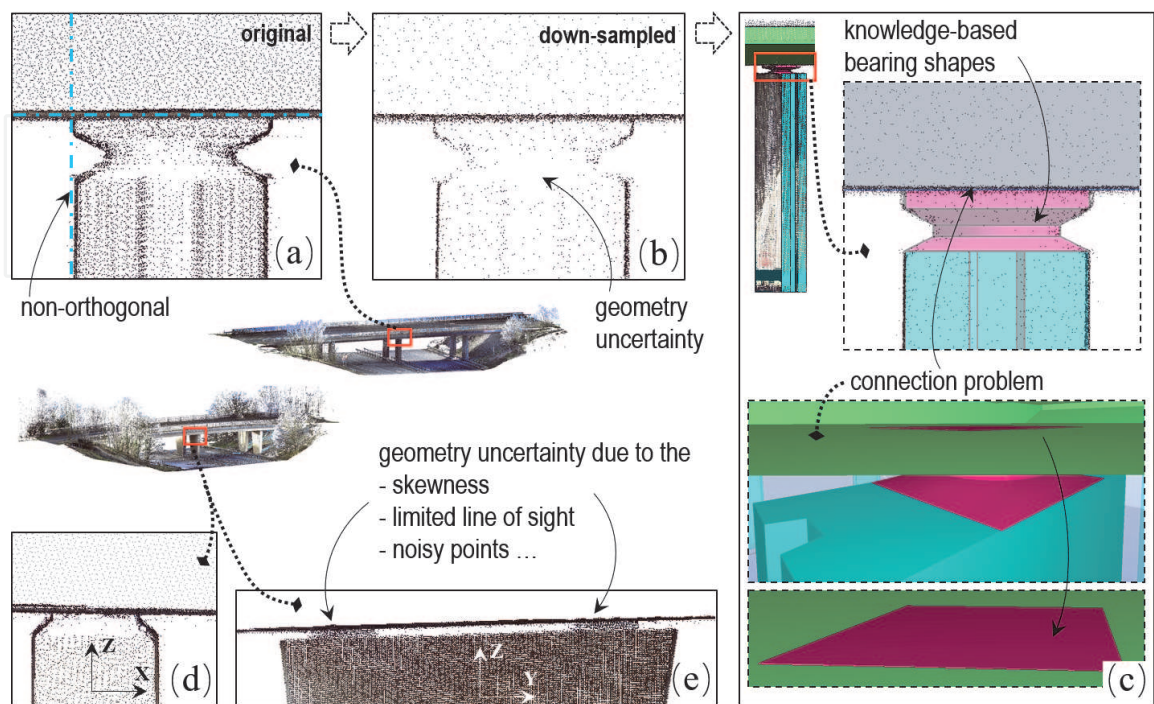 original
down-sampled
knowledge-based
bearing shapes
(a)
(b)
non-orthogonal
geometry
uncertainty
connection problem
geometry uncertainty due to the
- skewness
- limited line of sight
- noisy points ...
Z
X
(d)
Z
Y
(e)
(c)